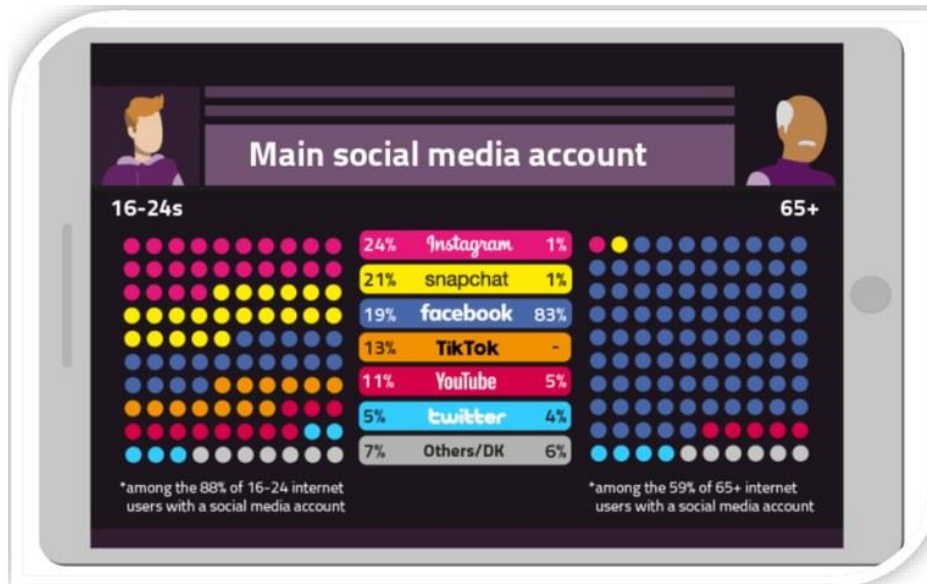 Main social media account
16-24s
65+
24% Instagram 1%
21% snapchat 1%
19% facebook 83%
13% TikTok -
11% YouTube 5%
5% twitter 4%
7% Others/DK 6%
*among the 88% of 16-24 internet
users with a social media account
*among the 59% of 65+ internet
users with a social media account